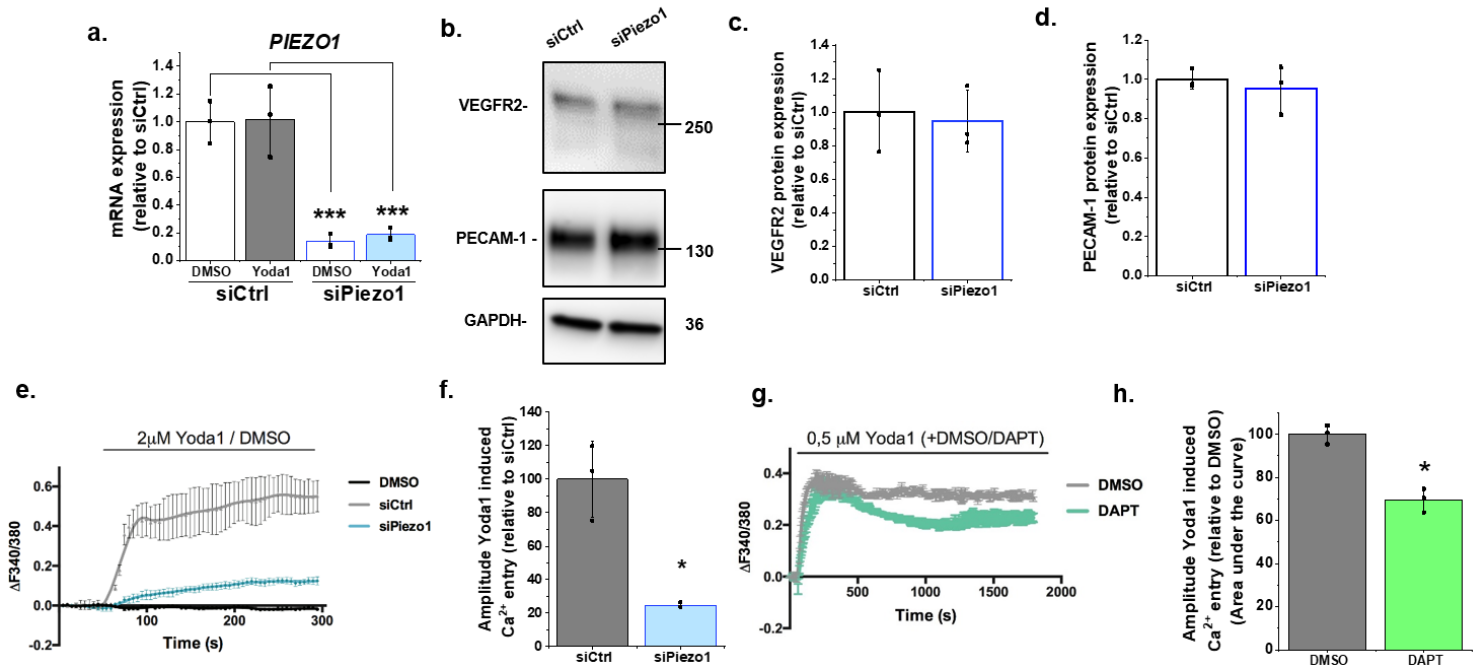 a.
PIEZO1
mRNA expression
(relative to siCtrl)
1.4
1.2
1.0
0.8
0.6
0.4
0.2
0.0
***
***
DMSO
Yoda1
DMSO
Yoda1
siCtrl
siPiezo1
b.
siCtrl
siPiezo1
VEGFR2-
250
PECAM-1 -
130
GAPDH-
36
c.
VEGFR2 protein expression
(relative to siCtrl)
1.4
1.2
1.0
0.8
0.6
0.4
0.2
0.0
siCtrl
siPiezo1
d.
PECAM-1 protein expression
(relative to siCtrl)
1.2
1.0
0.8
0.6
0.4
0.2
0.0
siCtrl
siPiezo1
e.
2μM Yoda1 / DMSO
ΔF340/380
0.6
0.4
0.2
0.0
-0.2
100
200
300
Time (s)
DMSO
siCtrl
siPiezo1
f.
Amplitude Yoda1 induced
Ca²⁺ entry (relative to siCtrl)
140
120
100
80
60
40
20
0
*
siCtrl
siPiezo1
g.
0,5 μM Yoda1 (+DMSO/DAPT)
ΔF340/380
0.4
0.2
0.0
-0.2
500
1000
1500
2000
Time (s)
DMSO
DAPT
h.
Amplitude Yoda1 induced
Ca²⁺ entry (relative to DMSO)
(Area under the curve)
100
80
60
40
20
0
*
DMSO
DAPT